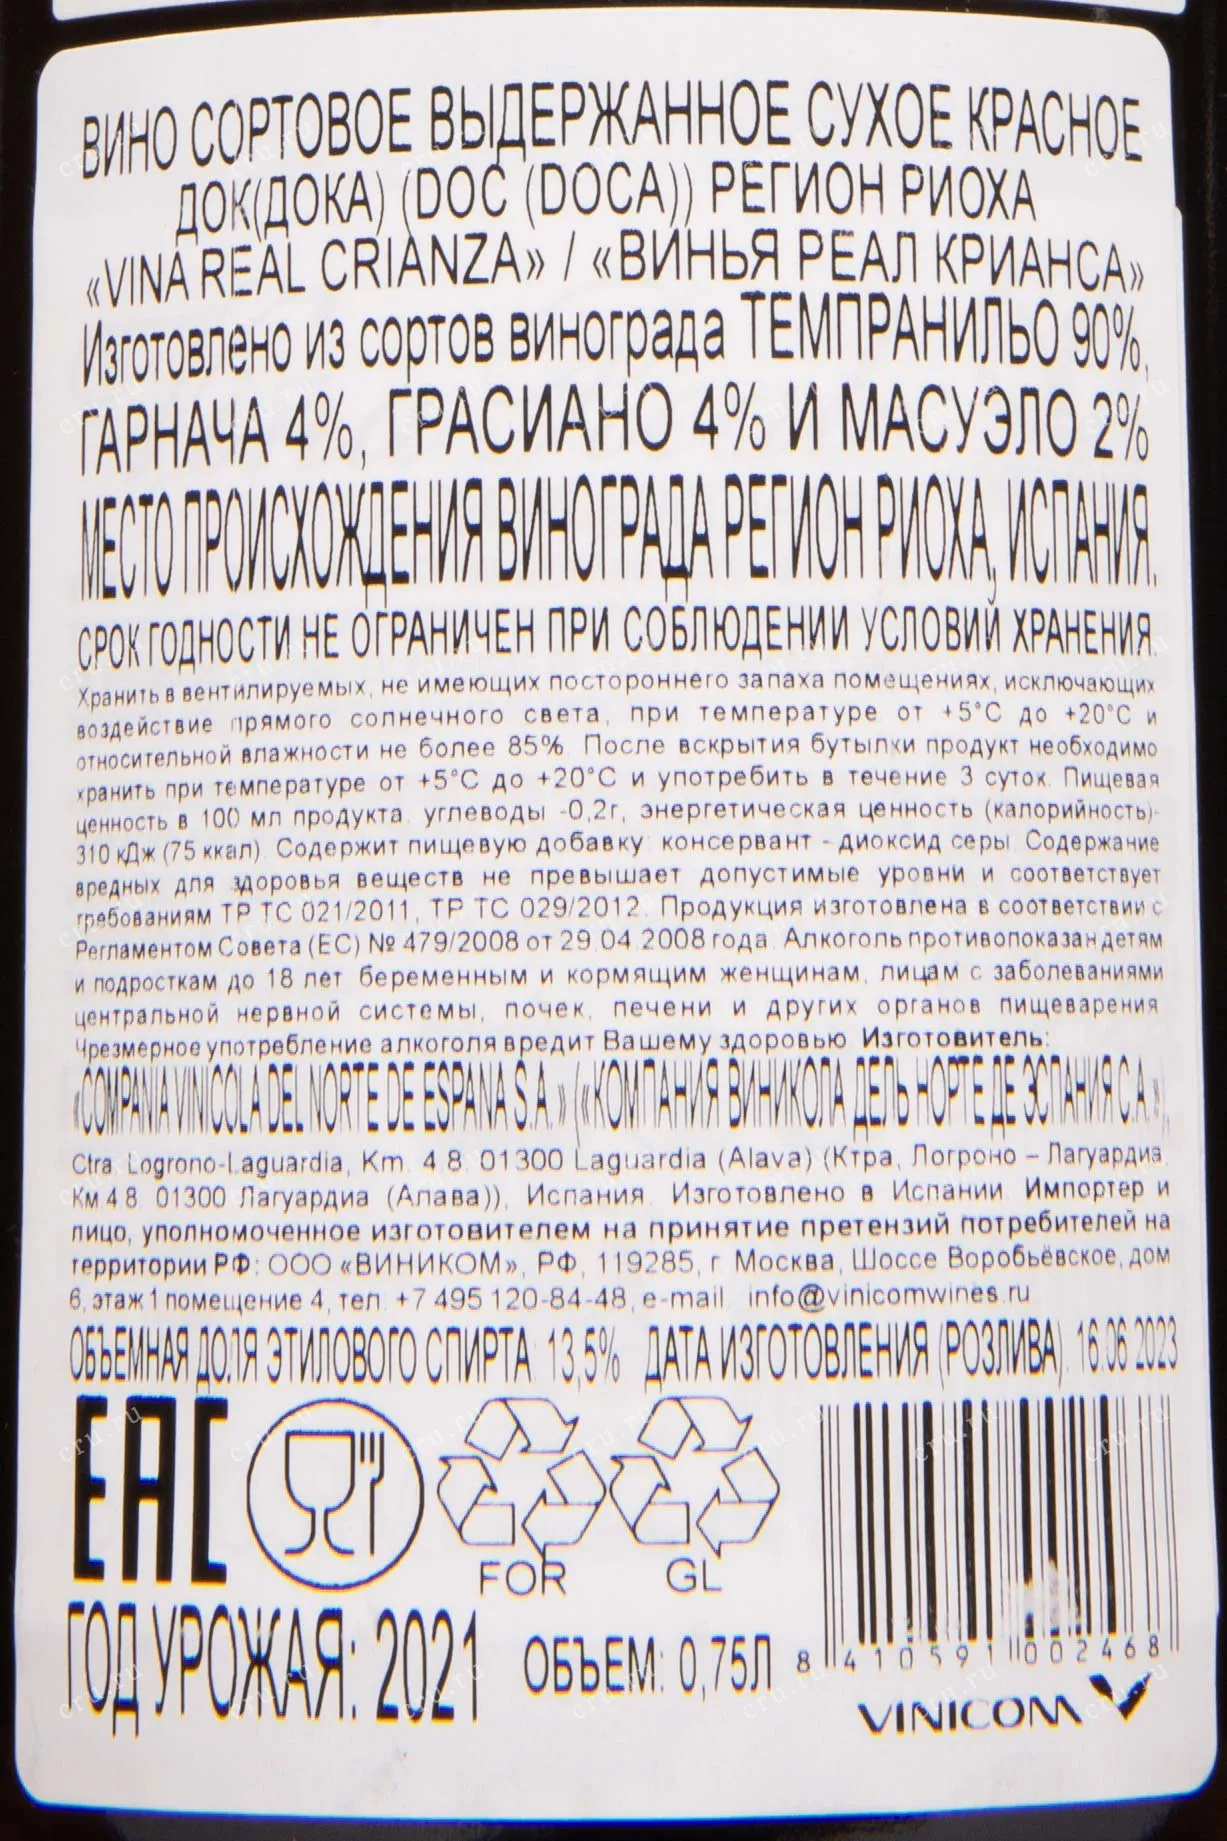 ВИНО СОРТОВОЕ ВЫДЕРЖАННОЕ СУХОЕ КРАСНОЕ
ДОК(ДОКА) (DOC (DOCA)) РЕГИОН РИОХА
«VINA REAL CRIANZA» / «ВИНЬЯ РЕАЛ КРИАНСА»
Изготовлено из сортов винограда ТЕМПРАНИЛЬО 90%,
ГАРНАЧА 4%, ГРАСИАНО 4% И МАСУЭЛО 2%
МЕСТО ПРОИСХОЖДЕНИЯ ВИНОГРАДА РЕГИОН РИОХА, ИСПАНИЯ.
СРОК ГОДНОСТИ НЕ ОГРАНИЧЕН ПРИ СОБЛЮДЕНИИ УСЛОВИЙ ХРАНЕНИЯ.
Хранить в вентилируемых, не имеющих постороннего запаха помещениях, исключающих
воздействие прямого солнечного света, при температуре от +5°С до +20°С и
относительной влажности не более 85%. После вскрытия бутылки продукт необходимо
хранить при температуре от +5°С до +20°С и употребить в течение 3 суток. Пищевая
ценность в 100 мл продукта: углеводы -0,2г, энергетическая ценность (калорийность)-
310 кДж (75 ккал). Содержит пищевую добавку: консервант - диоксид серы. Содержание
вредных для здоровья веществ не превышает допустимые уровни и соответствует
требованиям ТР ТС 021/2011, ТР ТС 029/2012. Продукция изготовлена в соответствии с
Регламентом Совета (ЕС) № 479/2008 от 29.04.2008 года. Алкоголь противопоказан детям
и подросткам до 18 лет, беременным и кормящим женщинам, лицам с заболеваниями
центральной нервной системы, почек, печени и других органов пищеварения.
Чрезмерное употребление алкоголя вредит Вашему здоровью. Изготовитель:
«COMPANIA VINICOLA DEL NORTE DE ESPANA S.A.» («КОМПАНИЯ ВИНИКОЛА ДЕЛЬ НОРТЕ ДЕ ЭСПАНИЯ С.А.»),
Ctra. Logrono-Laguardia, Km. 4.8. 01300 Laguardia (Alava) (Ктра, Логроно – Лагуардиа,
Км 4.8. 01300 Лагуардиа (Алава)), Испания. Изготовлено в Испании. Импортер и
лицо, уполномоченное изготовителем на принятие претензий потребителей на
территории РФ: ООО «ВИНИКОМ», РФ, 119285, г. Москва, Шоссе Воробьёвское, дом
6, этаж 1 помещение 4, тел. +7 495 120-84-48, e-mail: info@vinicomwines.ru
ОБЪЕМНАЯ ДОЛЯ ЭТИЛОВОГО СПИРТА: 13,5% ДАТА ИЗГОТОВЛЕНИЯ (РОЗЛИВА): 16.06.2023
EAC
FOR GL
8 410591 002468
ГОД УРОЖАЯ: 2021 ОБЪЕМ: 0,75Л
VINICOM